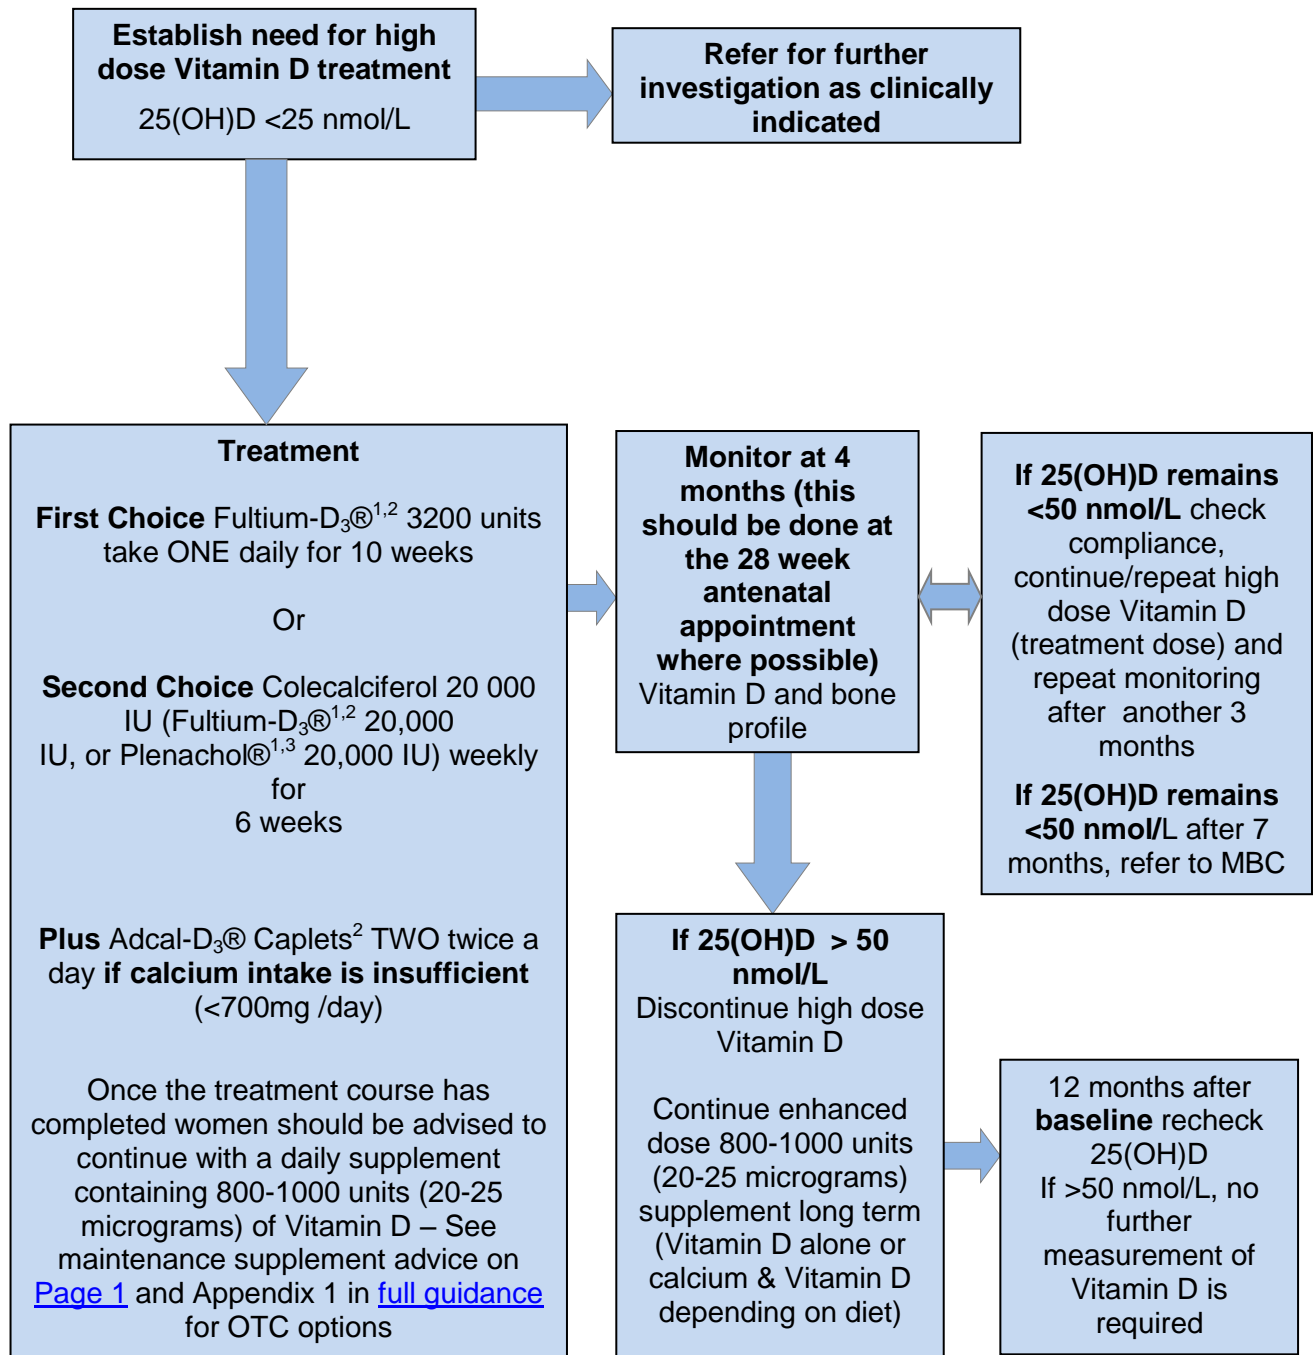 Establish need for high
dose Vitamin D treatment
25(OH)D <25 nmol/L
Refer for further
investigation as clinically
indicated
Treatment
First Choice Fultium-D₃®¹,² 3200 units
take ONE daily for 10 weeks
Or
Second Choice Colecalciferol 20 000
IU (Fultium-D₃®¹,² 20,000
IU, or Plenachol®¹,³ 20,000 IU) weekly
for
6 weeks
Plus Adcal-D₃® Caplets² TWO twice a
day if calcium intake is insufficient
(<700mg /day)
Once the treatment course has
completed women should be advised to
continue with a daily supplement
containing 800-1000 units (20-25
micrograms) of Vitamin D – See
maintenance supplement advice on
Page 1 and Appendix 1 in full guidance
for OTC options
Monitor at 4
months (this
should be done at
the 28 week
antenatal
appointment
where possible)
Vitamin D and bone
profile
If 25(OH)D remains
<50 nmol/L check
compliance,
continue/repeat high
dose Vitamin D
(treatment dose) and
repeat monitoring
after another 3
months
If 25(OH)D remains
<50 nmol/L after 7
months, refer to MBC
If 25(OH)D > 50
nmol/L
Discontinue high dose
Vitamin D
Continue enhanced
dose 800-1000 units
(20-25 micrograms)
supplement long term
(Vitamin D alone or
calcium & Vitamin D
depending on diet)
12 months after
baseline recheck
25(OH)D
If >50 nmol/L, no
further
measurement of
Vitamin D is
required